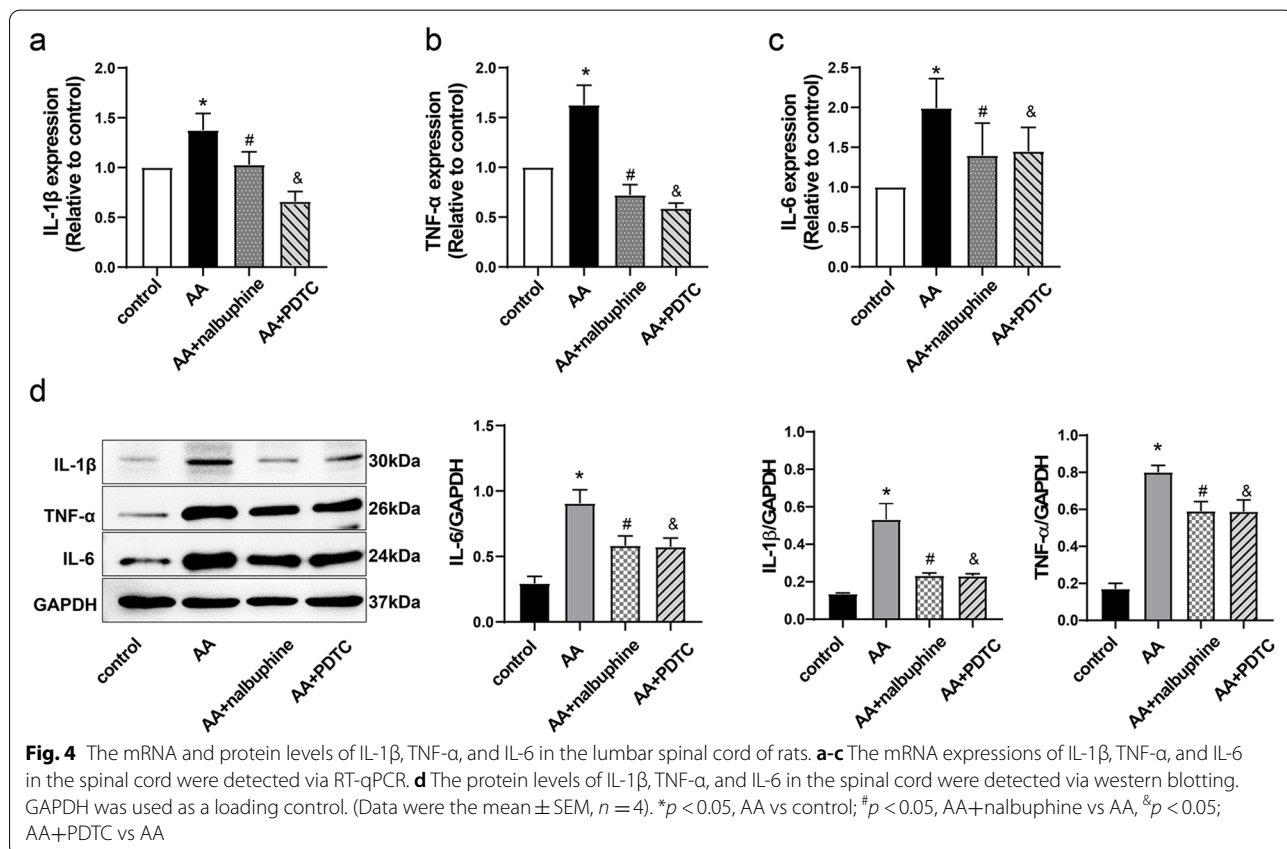 a
b
c
IL-1β expression
(Relative to control)
2.0
1.5
1.0
0.5
0.0
*
#
&
control
AA
AA+nalbuphine
AA+PDTC
TNF-α expression
(Relative to control)
2.0
1.5
1.0
0.5
0.0
*
#
&
control
AA
AA+nalbuphine
AA+PDTC
IL-6 expression
(Relative to control)
2.5
2.0
1.5
1.0
0.5
0.0
*
#
&
control
AA
AA+nalbuphine
AA+PDTC
d
IL-1β 30kDa
TNF-α 26kDa
IL-6 24kDa
GAPDH 37kDa
control
AA
AA+nalbuphine
AA+PDTC
IL-6/GAPDH
1.5
1.0
0.5
0.0
*
#
&
control
AA
AA+nalbuphine
AA+PDTC
IL-1β/GAPDH
1.0
0.8
0.6
0.4
0.2
0.0
*
#
&
control
AA
AA+nalbuphine
AA+PDTC
TNF-α/GAPDH
1.0
0.8
0.6
0.4
0.2
0.0
*
#
&
control
AA
AA+nalbuphine
AA+PDTC
Fig. 4 The mRNA and protein levels of IL-1β, TNF-α, and IL-6 in the lumbar spinal cord of rats. a-c The mRNA expressions of IL-1β, TNF-α, and IL-6
in the spinal cord were detected via RT-qPCR. d The protein levels of IL-1β, TNF-α, and IL-6 in the spinal cord were detected via western blotting.
GAPDH was used as a loading control. (Data were the mean ± SEM, n = 4). *p < 0.05, AA vs control; #p < 0.05, AA+nalbuphine vs AA, &p < 0.05;
AA+PDTC vs AA